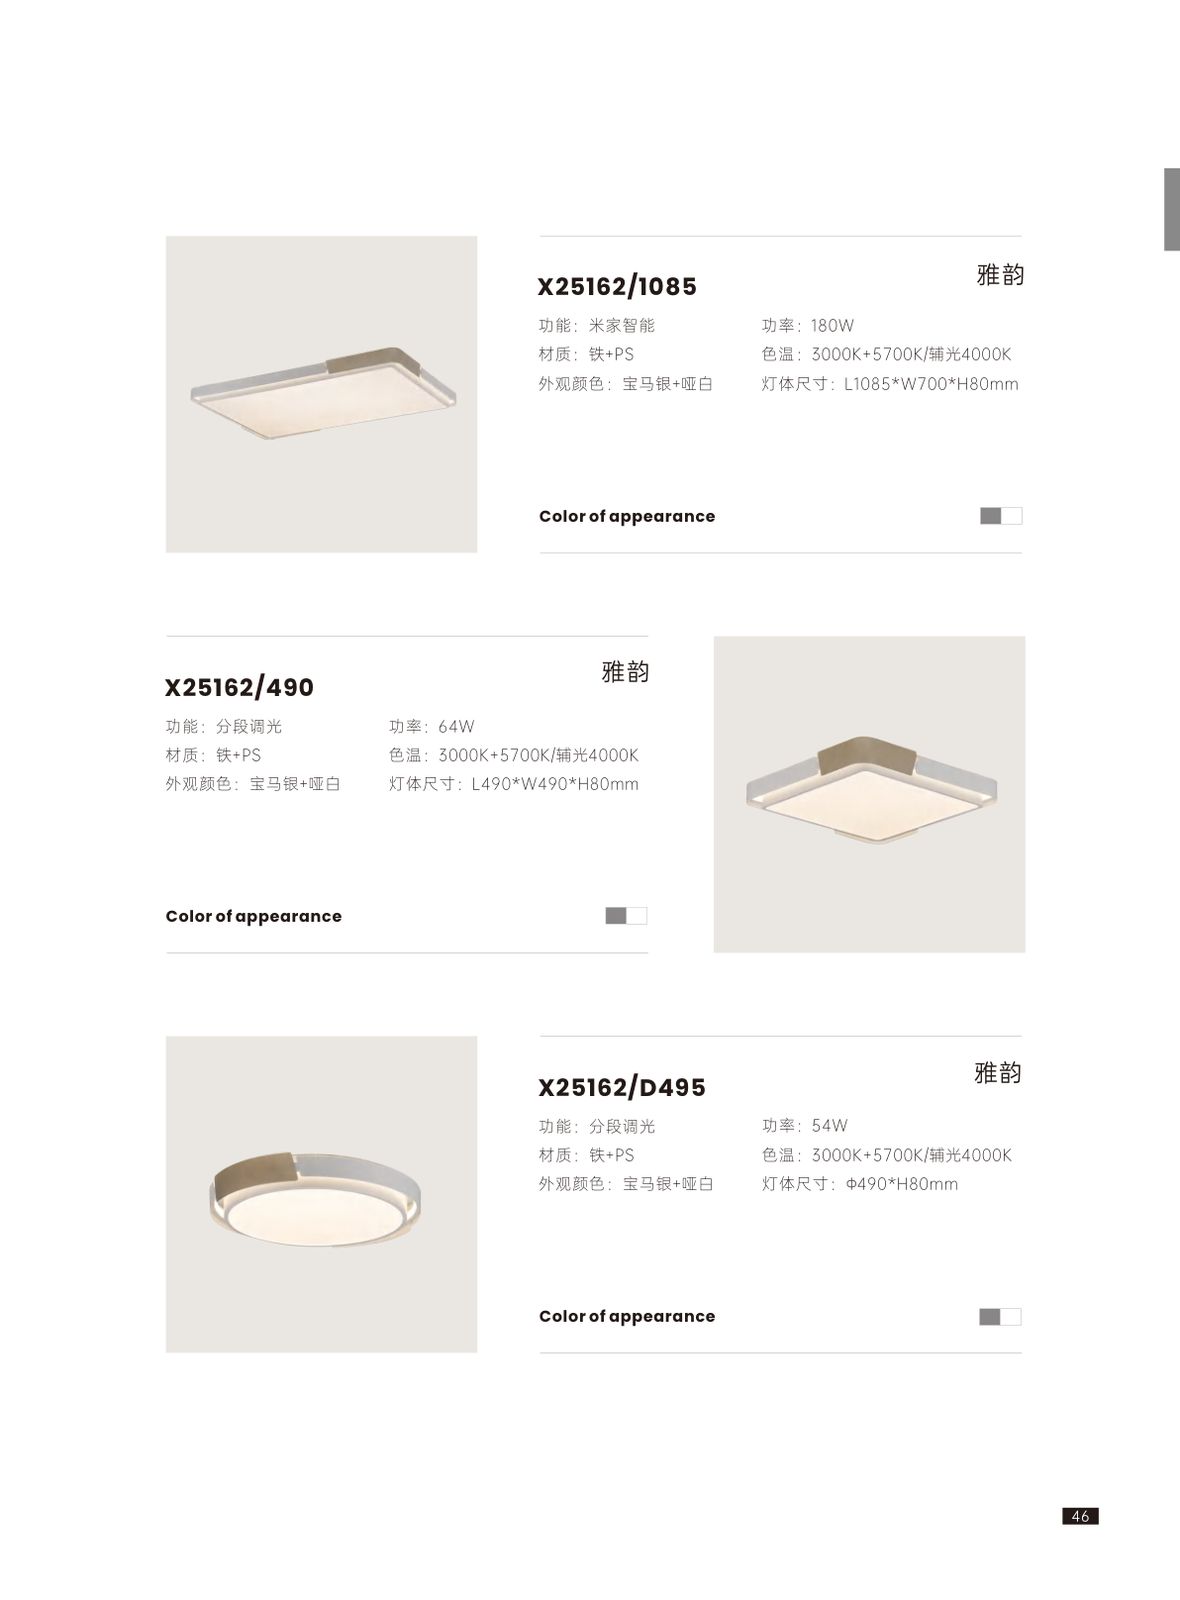 雅韵
X25162/1085
功能：米家智能
功率：180W
材质：铁+PS
色温：3000K+5700K/辅光4000K
外观颜色：宝马银+哑白
灯体尺寸：L1085*W700*H80mm
Color of appearance
雅韵
X25162/490
功能：分段调光
功率：64W
材质：铁+PS
色温：3000K+5700K/辅光4000K
外观颜色：宝马银+哑白
灯体尺寸：L490*W490*H80mm
Color of appearance
雅韵
X25162/D495
功能：分段调光
功率：54W
材质：铁+PS
色温：3000K+5700K/辅光4000K
外观颜色：宝马银+哑白
灯体尺寸：Φ490*H80mm
Color of appearance
46